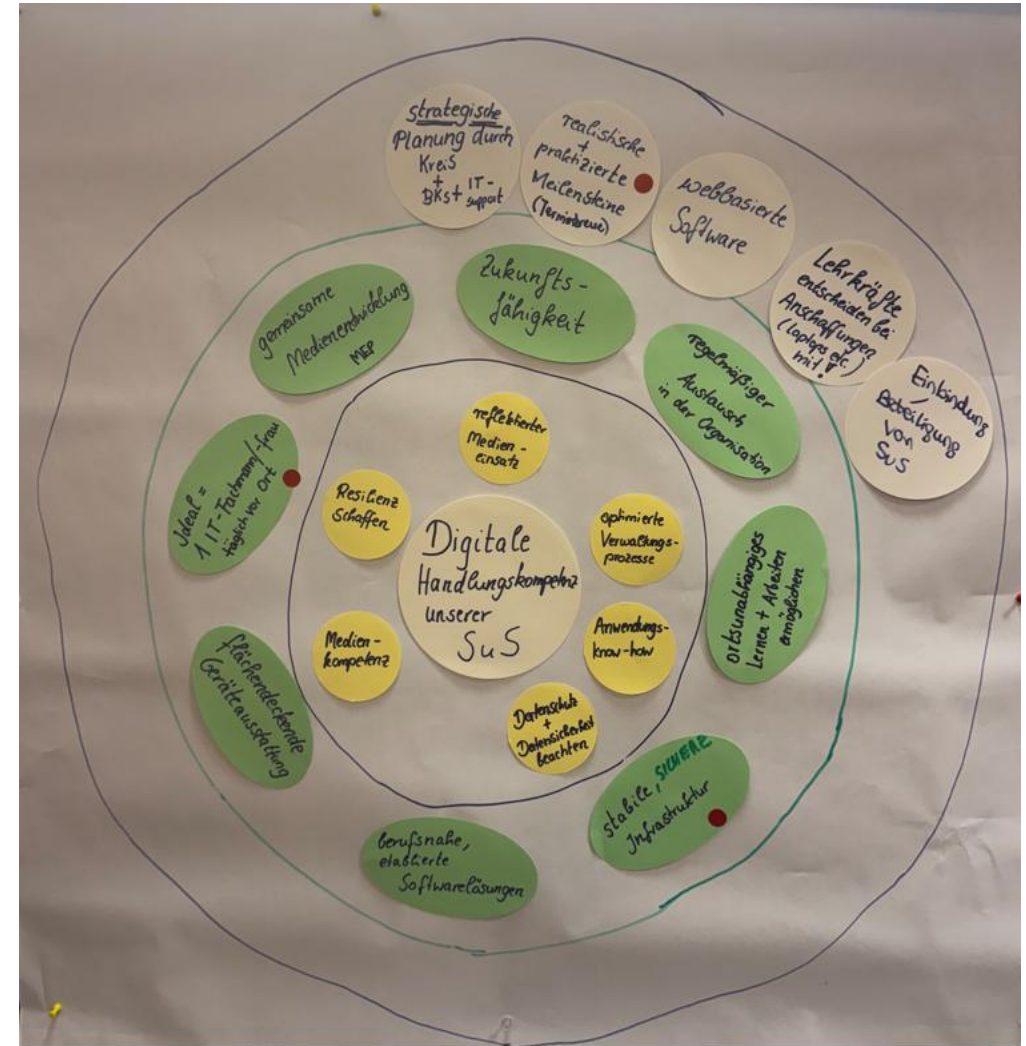 strategische
Planung durch
Kreis
+
BKs + IT-
support
realistische
+
praktizierte
Meilensteine
(Termintreue)
webbasierte
Software
Lehrkräfte
entscheiden bei
Anschaffungen
(Laptops etc.)
mit!
Einbindung
/
Beteiligung
von
SuS
gemeinsame
Medienentwicklung
MEP
Zukunfts-
fähigkeit
regelmäßiger
Austausch
in der Organisation
Ideal =
1 IT-Fachmann/-frau
täglich vor Ort
ortsunabhängiges
Lernen + Arbeiten
ermöglichen
flächendeckende
Geräteausstattung
stabile, SICHERE
Infrastruktur
berufsnahe,
etablierte
Softwarelösungen
reflektierter
Medien-
einsatz
Resilienz
schaffen
optimierte
Verwaltungs-
prozesse
Medien-
kompetenz
Anwendungs-
know-how
Datenschutz
+
Datensicherheit
beachten
Digitale
Handlungskompetenz
unserer
SuS